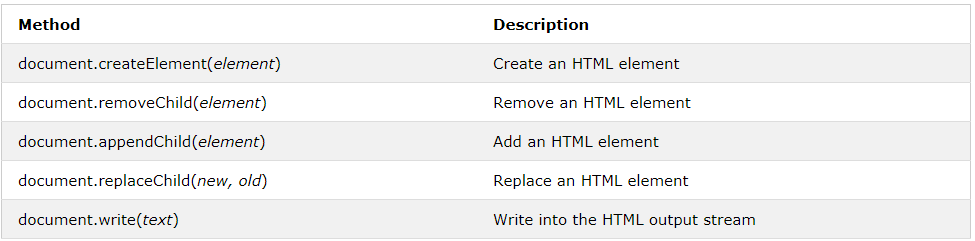 Method Description
document.createElement(element) Create an HTML element
document.removeChild(element) Remove an HTML element
document.appendChild(element) Add an HTML element
document.replaceChild(new, old) Replace an HTML element
document.write(text) Write into the HTML output stream